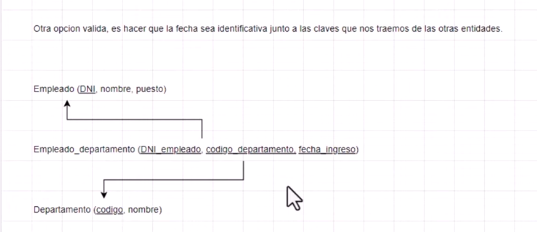 Otra opcion valida, es hacer que la fecha sea identificativa junto a las claves que nos traemos de las otras entidades.
Empleado (DNI, nombre, puesto)
Empleado_departamento (DNI_empleado, codigo_departamento, fecha_ingreso)
Departamento (codigo, nombre)